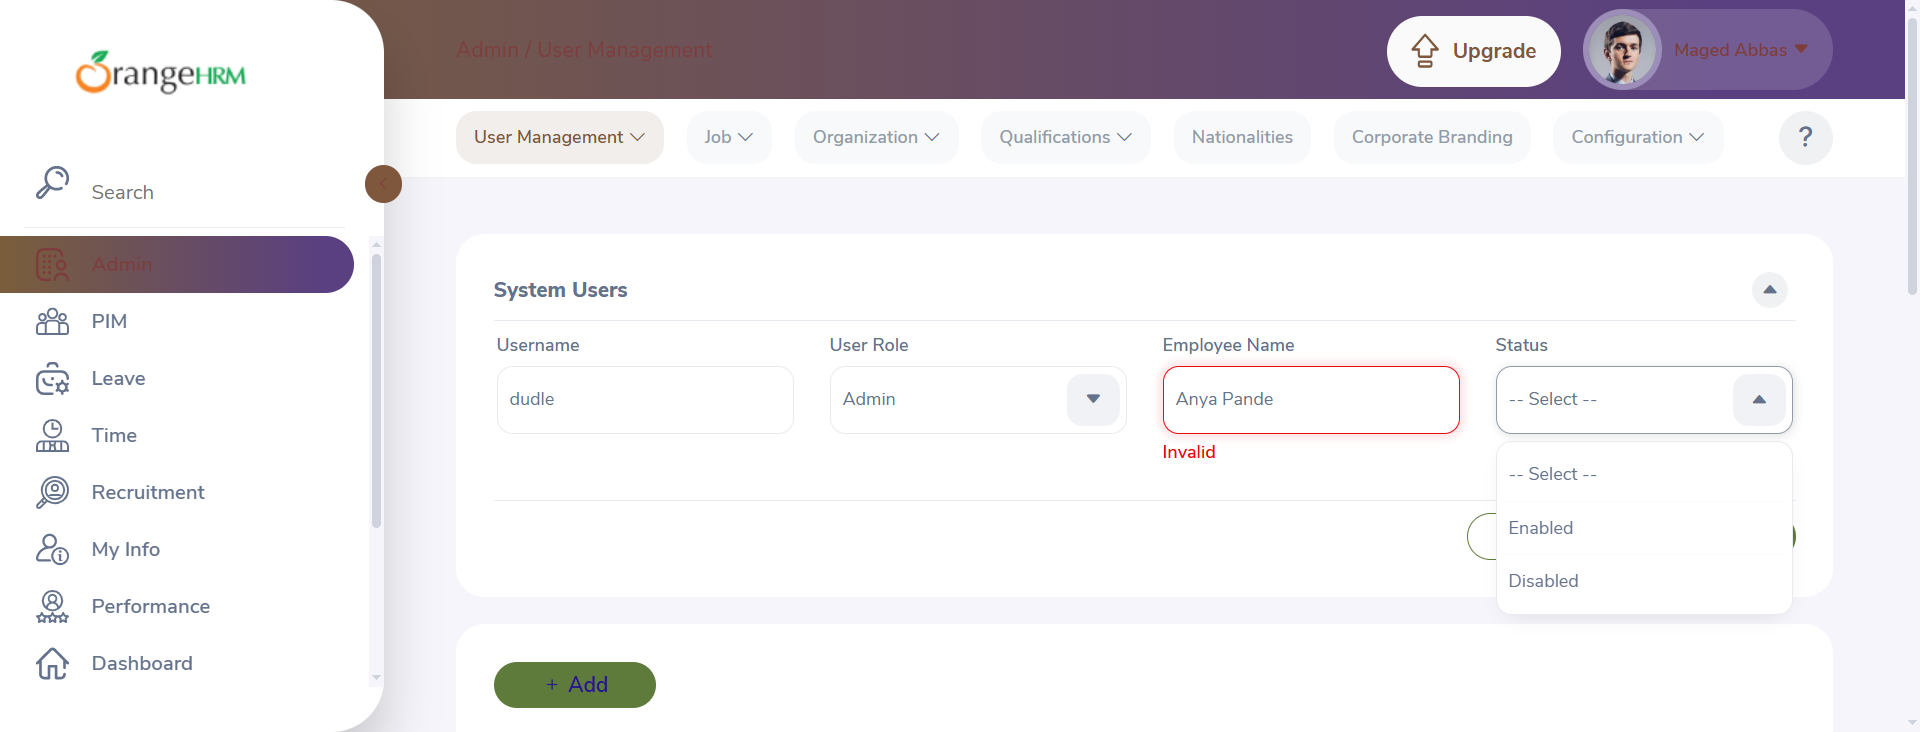 OrangeHRM
Admin / User Management
Upgrade
Maged Abbas
User Management
Job
Organization
Qualifications
Nationalities
Corporate Branding
Configuration
?
Search
Admin
PIM
Leave
Time
Recruitment
My Info
Performance
Dashboard
System Users
Username
User Role
Employee Name
Status
dudle
Admin
Anya Pande
-- Select --
Invalid
-- Select --
Enabled
Disabled
+ Add